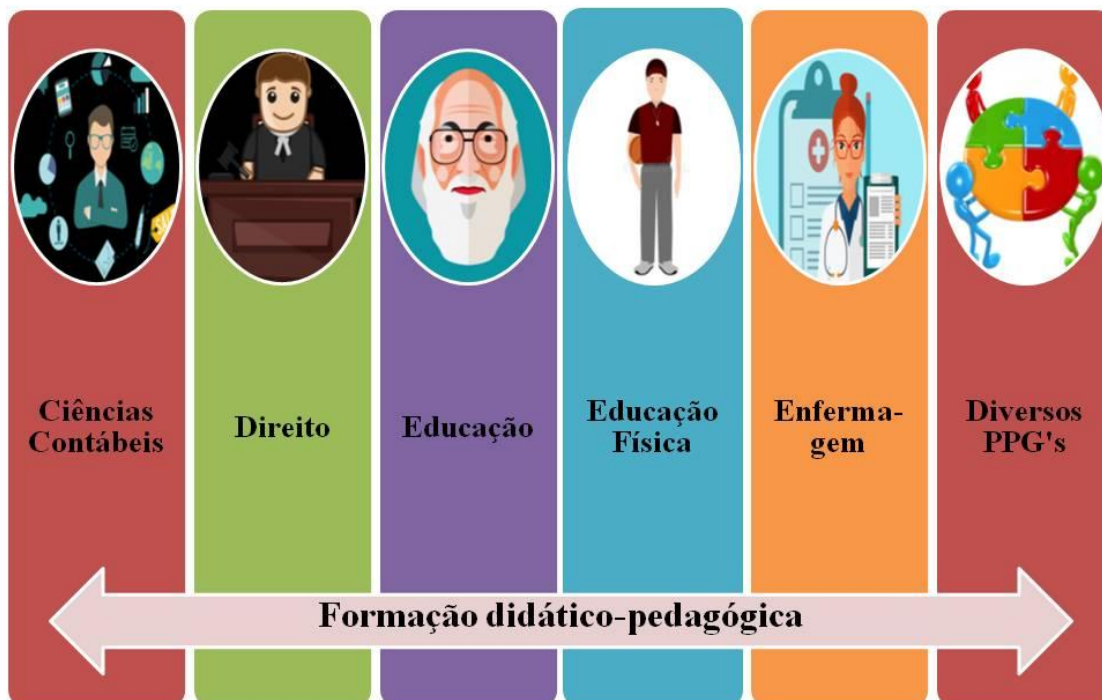 Ciências
Contábeis
Direito
Educação
Educação
Física
Enferma-
gem
Diversos
PPG's
Formação didático-pedagógica